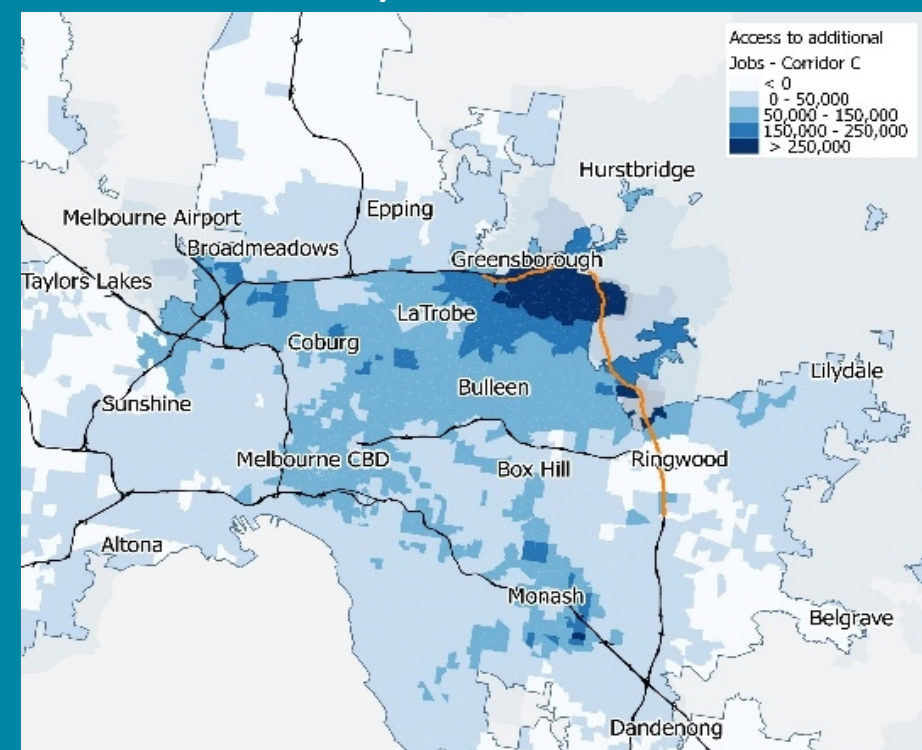 Access to additional
Jobs - Corridor C
< 0
0 - 50,000
50,000 - 150,000
150,000 - 250,000
> 250,000
Hurstbridge
Epping
Melbourne Airport
Broadmeadows
Greensborough
Taylors Lakes
LaTrobe
Coburg
Lilydale
Bulleen
Sunshine
Melbourne CBD
Box Hill
Ringwood
Altona
Monash
Belgrave
Dandenong